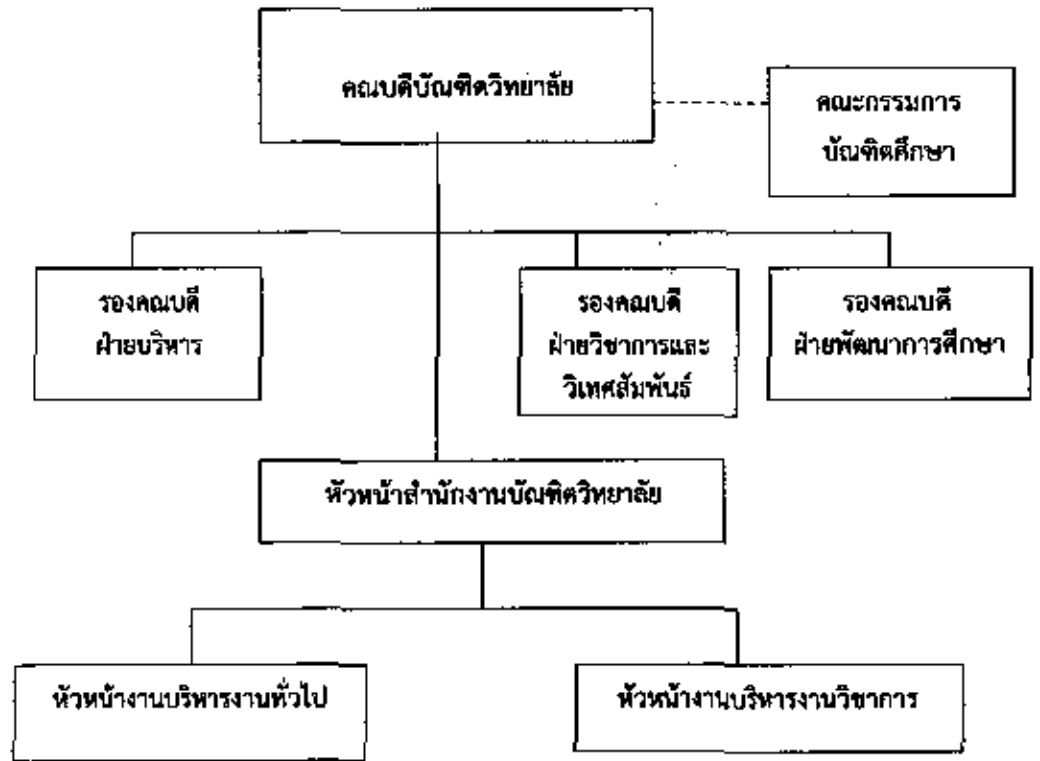 คณบดีบัณฑิตวิทยาลัย
คณะกรรมการ
บัณฑิตศึกษา
รองคณบดี
ฝ่ายบริหาร
รองคณบดี
ฝ่ายวิชาการและ
วิเทศสัมพันธ์
รองคณบดี
ฝ่ายพัฒนาการศึกษา
หัวหน้าสำนักงานบัณฑิตวิทยาลัย
หัวหน้างานบริหารงานทั่วไป
หัวหน้างานบริหารงานวิชาการ